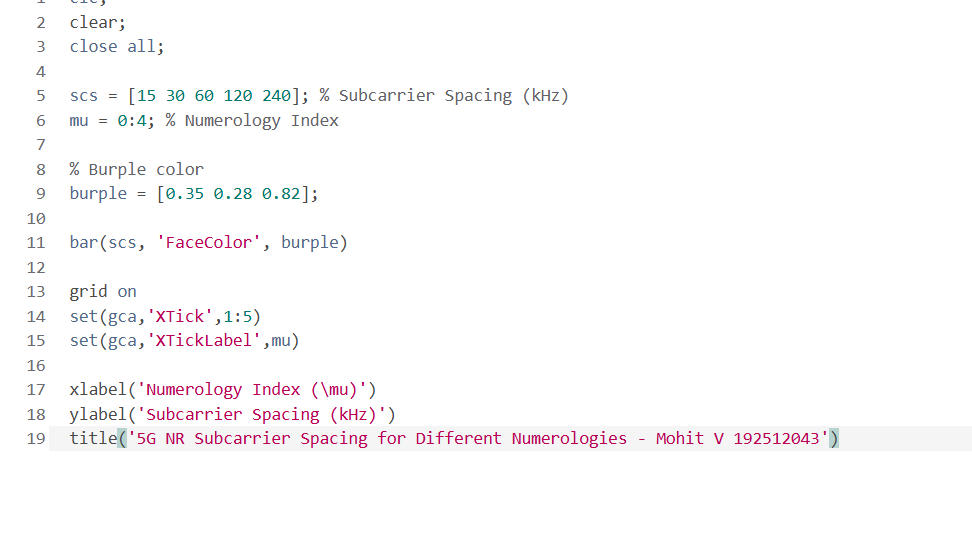 1 clc;
2 clear;
3 close all;
4
5 scs = [15 30 60 120 240]; % Subcarrier Spacing (kHz)
6 mu = 0:4; % Numerology Index
7
8 % Burple color
9 burple = [0.35 0.28 0.82];
10
11 bar(scs, 'FaceColor', burple)
12
13 grid on
14 set(gca,'XTick',1:5)
15 set(gca,'XTickLabel',mu)
16
17 xlabel('Numerology Index (\mu)')
18 ylabel('Subcarrier Spacing (kHz)')
19 title('5G NR Subcarrier Spacing for Different Numerologies - Mohit V 192512043')